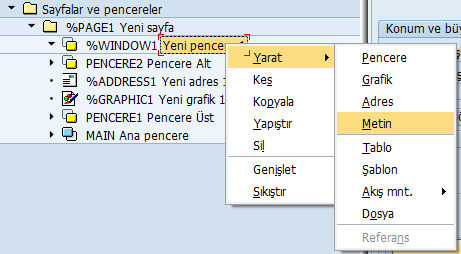 Sayfalar ve pencereler
%PAGE1 Yeni sayfa
%WINDOW1 Yeni pencere
PENCERE2 Pencere Alt
%ADDRESS1 Yeni adres 1
%GRAPHIC1 Yeni grafik 1
PENCERE1 Pencere Üst
MAIN Ana pencere
Yarat
Kes
Kopyala
Yapıştır
Sil
Genişlet
Sıkıştır
Pencere
Grafik
Adres
Metin
Tablo
Şablon
Akış mnt.
Dosya
Referans
Konum ve